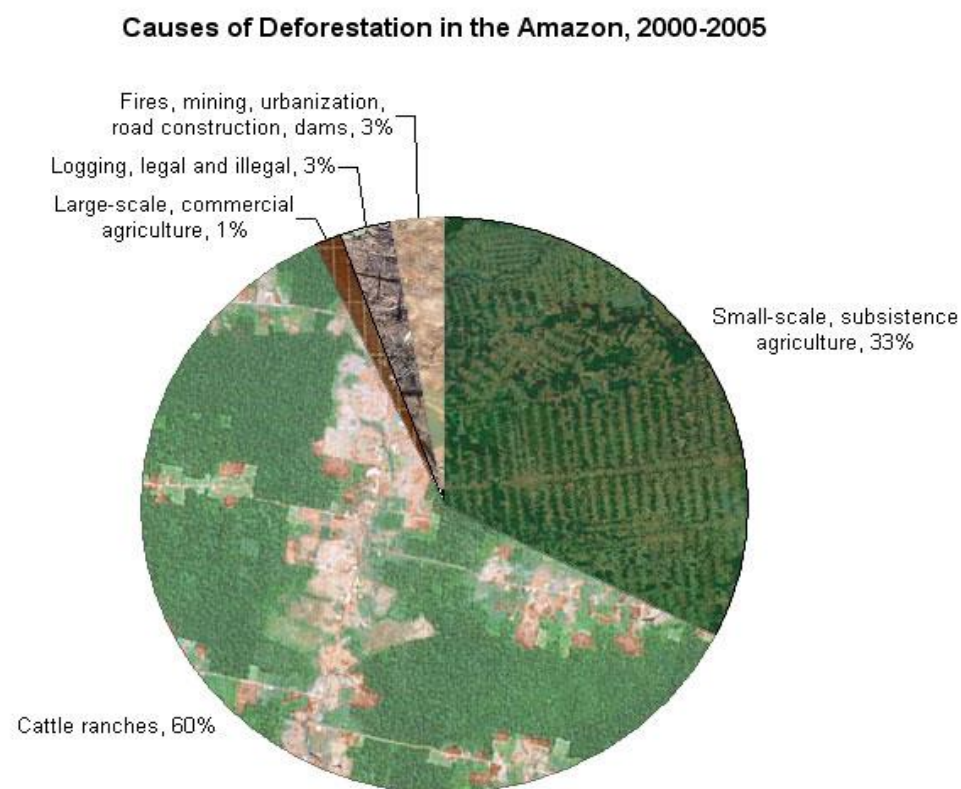 Causes of Deforestation in the Amazon, 2000-2005
Fires, mining, urbanization,
road construction, dams, 3%
Logging, legal and illegal, 3%
Large-scale, commercial
agriculture, 1%
Small-scale, subsistence
agriculture, 33%
Cattle ranches, 60%